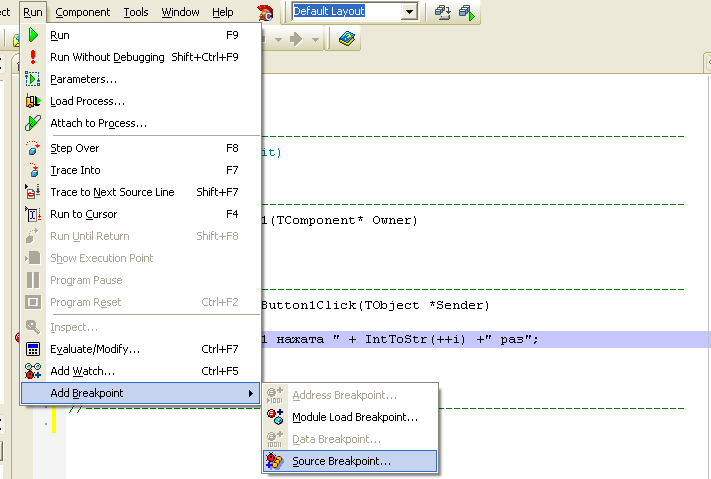 ct Run Component Tools Window Help Default Layout
Run F9
Run Without Debugging Shift+Ctrl+F9
Parameters...
Load Process...
Attach to Process...
Step Over F8
Trace Into F7
Trace to Next Source Line Shift+F7
Run to Cursor F4
Run Until Return Shift+F8
Show Execution Point
Program Pause
Program Reset Ctrl+F2
Inspect...
Evaluate/Modify... Ctrl+F7
Add Watch... Ctrl+F5
Add Breakpoint
Address Breakpoint...
Module Load Breakpoint...
Data Breakpoint...
Source Breakpoint...
it)
1(TComponent* Owner)
Button1Click(TObject *Sender)
1 нажата " + IntToStr(++i) +" раз";
//